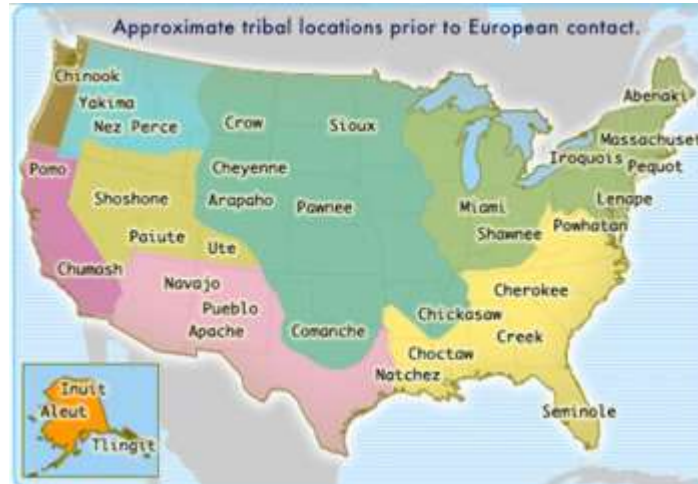 Approximate tribal locations prior to European contact.
Chinook
Yakima
Nez Perce
Crow
Sioux
Abenaki
Massachuset
Iroquois
Pequot
Pomo
Cheyenne
Shoshone
Arapaho
Pawnee
Miami
Lenape
Powhatan
Shawnee
Paiute
Ute
Chumash
Navajo
Cherokee
Pueblo
Apache
Comanche
Chickasaw
Creek
Choctaw
Natchez
Seminole
Inuit
Aleut
Tlingit